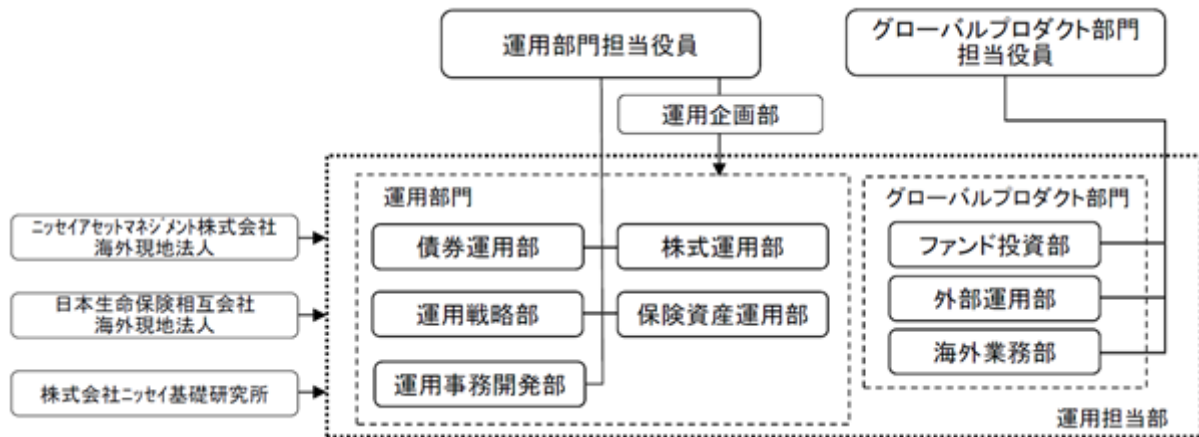 運用部門担当役員
グローバルプロダクト部門
担当役員
運用企画部
運用部門
グローバルプロダクト部門
ニッセイアセットマネジメント株式会社
海外現地法人
債券運用部
株式運用部
ファンド投資部
日本生命保険相互会社
海外現地法人
運用戦略部
保険資産運用部
外部運用部
海外業務部
株式会社ニッセイ基礎研究所
運用事務開発部
運用担当部